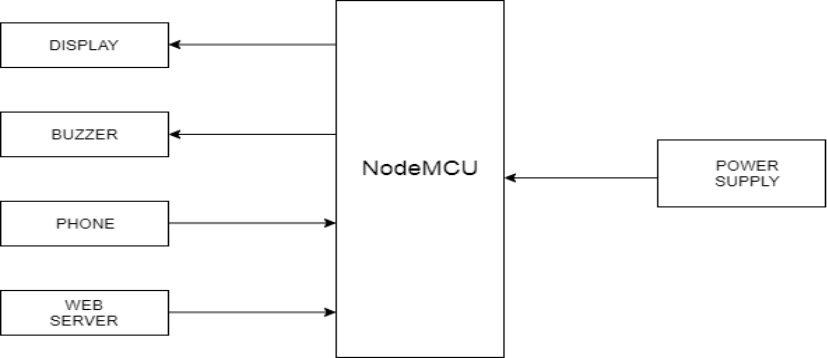 DISPLAY
BUZZER
NodeMCU
POWER
SUPPLY
PHONE
WEB
SERVER